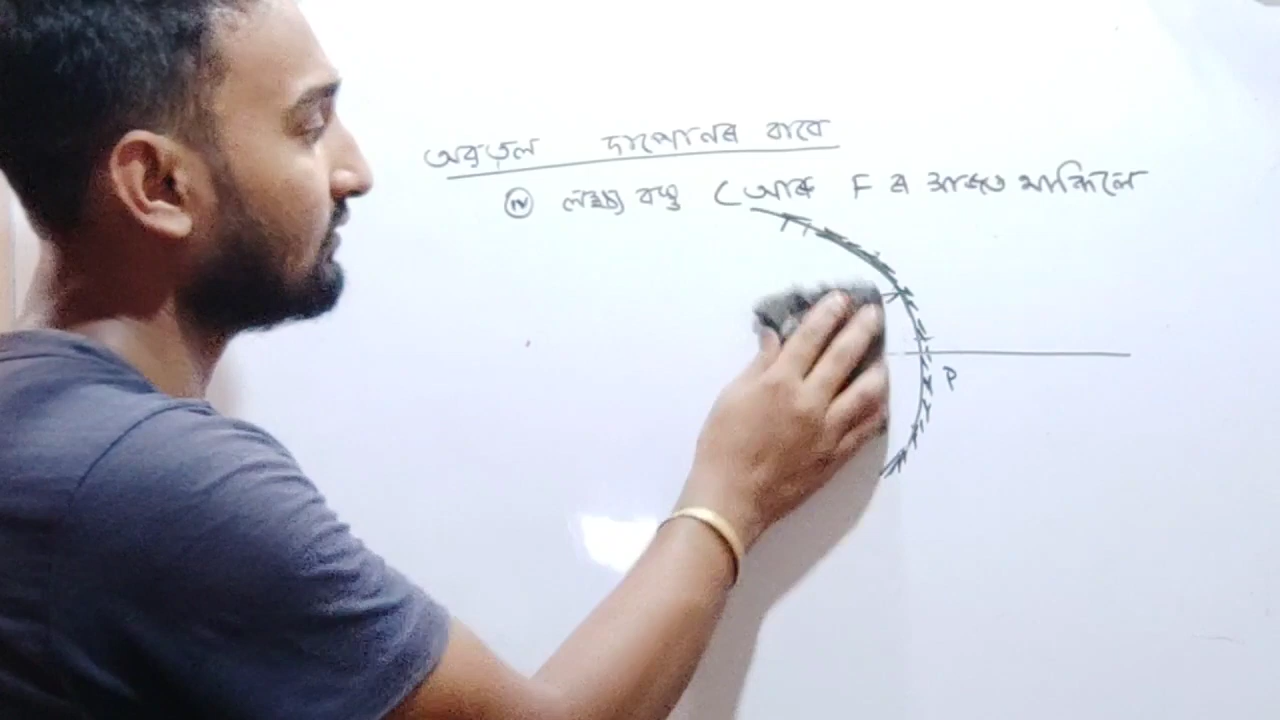 অৱতল দাপোনৰ বাবে
(iv) লক্ষ্য বস্তু C আৰু F ৰ মাজত থাকিলে
P